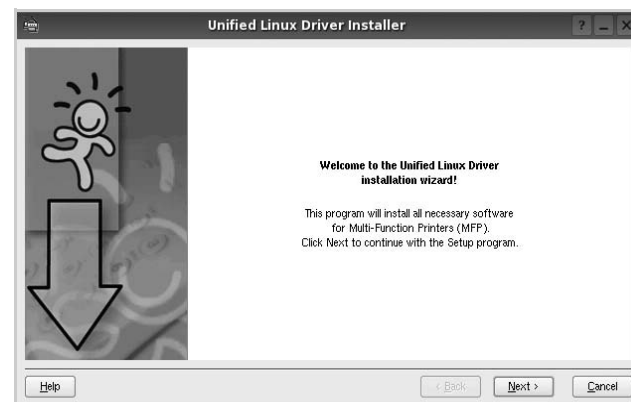 Unified Linux Driver Installer
Welcome to the Unified Linux Driver
installation wizard!
This program will install all necessary software
for Multi-Function Printers (MFP).
Click Next to continue with the Setup program.
Help
< Back
Next >
Cancel